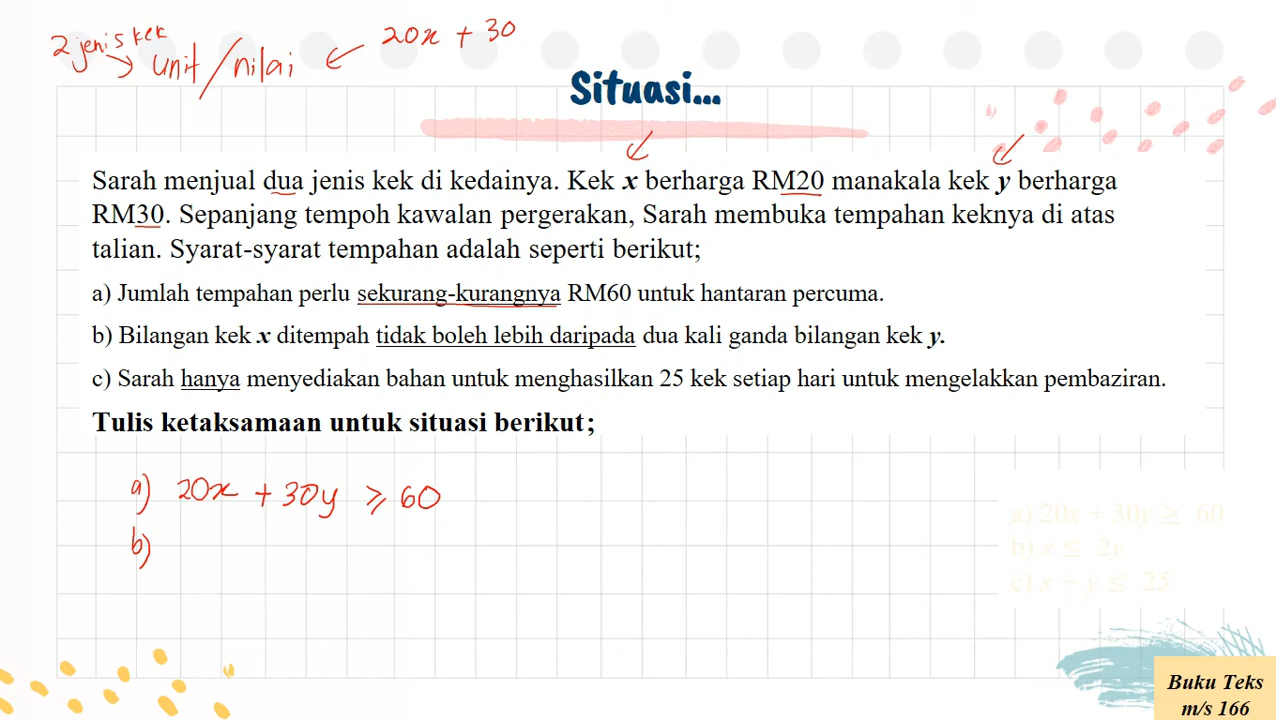 2 jenis kek
unit/nilai
20x + 30
Situasi...
Sarah menjual dua jenis kek di kedainya. Kek x berharga RM20 manakala kek y berharga
RM30. Sepanjang tempoh kawalan pergerakan, Sarah membuka tempahan keknya di atas
talian. Syarat-syarat tempahan adalah seperti berikut;
a) Jumlah tempahan perlu sekurang-kurangnya RM60 untuk hantaran percuma.
b) Bilangan kek x ditempah tidak boleh lebih daripada dua kali ganda bilangan kek y.
c) Sarah hanya menyediakan bahan untuk menghasilkan 25 kek setiap hari untuk mengelakkan pembaziran.
Tulis ketaksamaan untuk situasi berikut;
a) 20x + 30y ≥ 60
b)
a) 20x + 30y ≥ 60
b) x ≤ 2y
c) x + y ≤ 25
Buku Teks
m/s 166